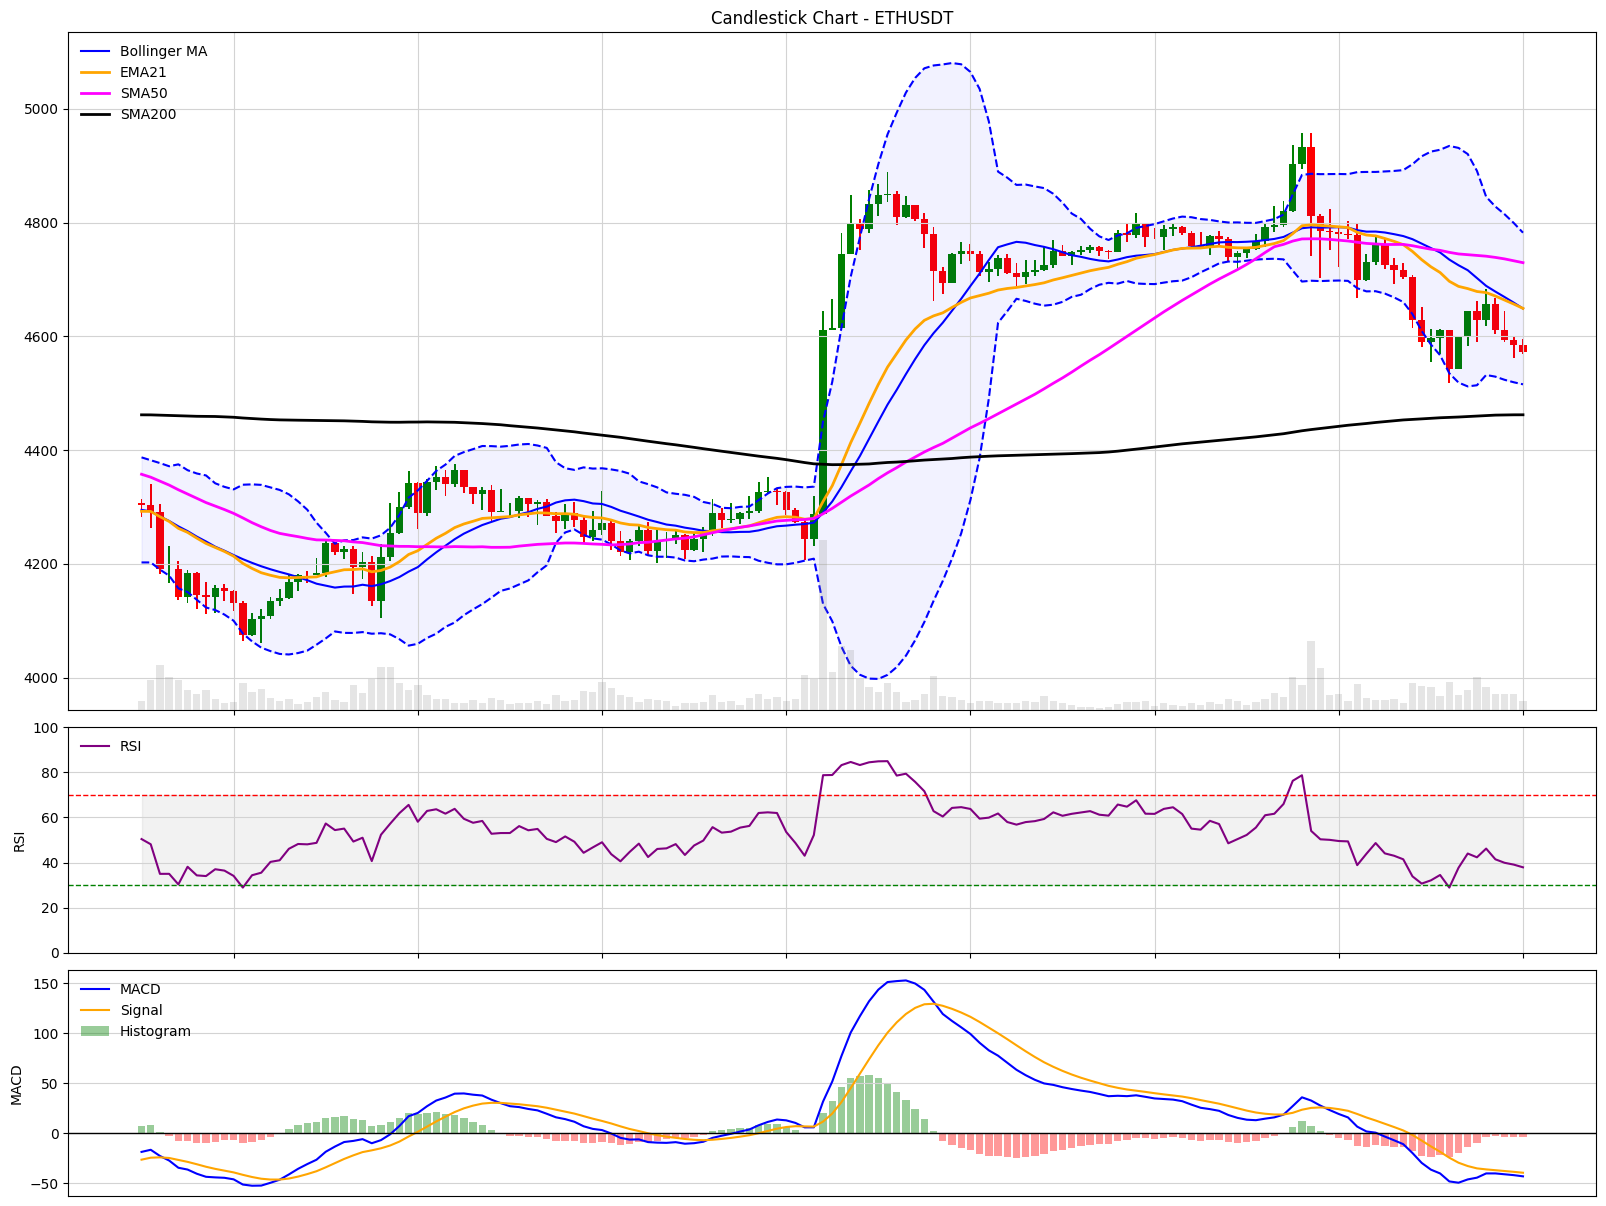 Candlestick Chart - ETHUSDT
Bollinger MA
EMA21
SMA50
SMA200
5000
4800
4600
4400
4200
4000
100
80
60
40
20
0
RSI
RSI
150
100
50
0
−50
MACD
MACD
Signal
Histogram